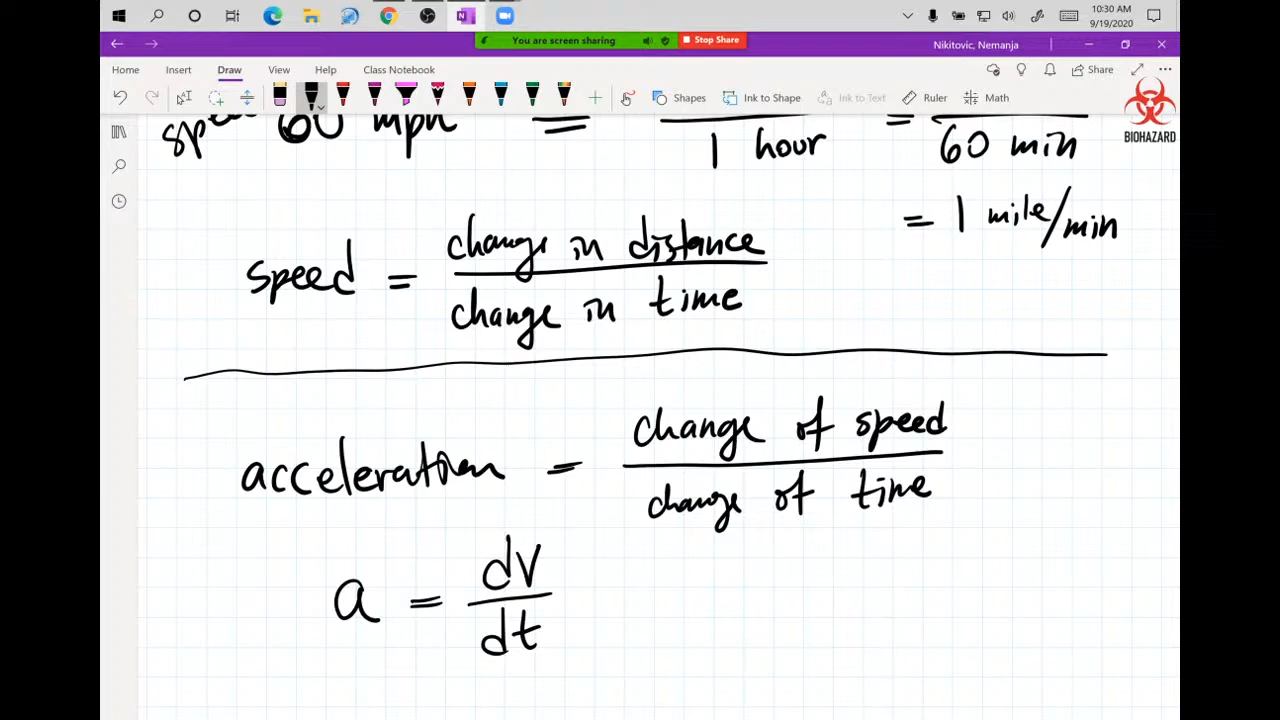 10:30 AM
9/19/2020
You are screen sharing
Stop Share
Nikitovic, Nemanja
Home Insert Draw View Help Class Notebook
Share
Shapes Ink to Shape Ink to Text Ruler Math
BIOHAZARD
speed 60 mph = 1 hour = 60 min
= 1 mile/min
speed = change in distance
change in time
acceleration = change of speed
change of time
a = dv
dt